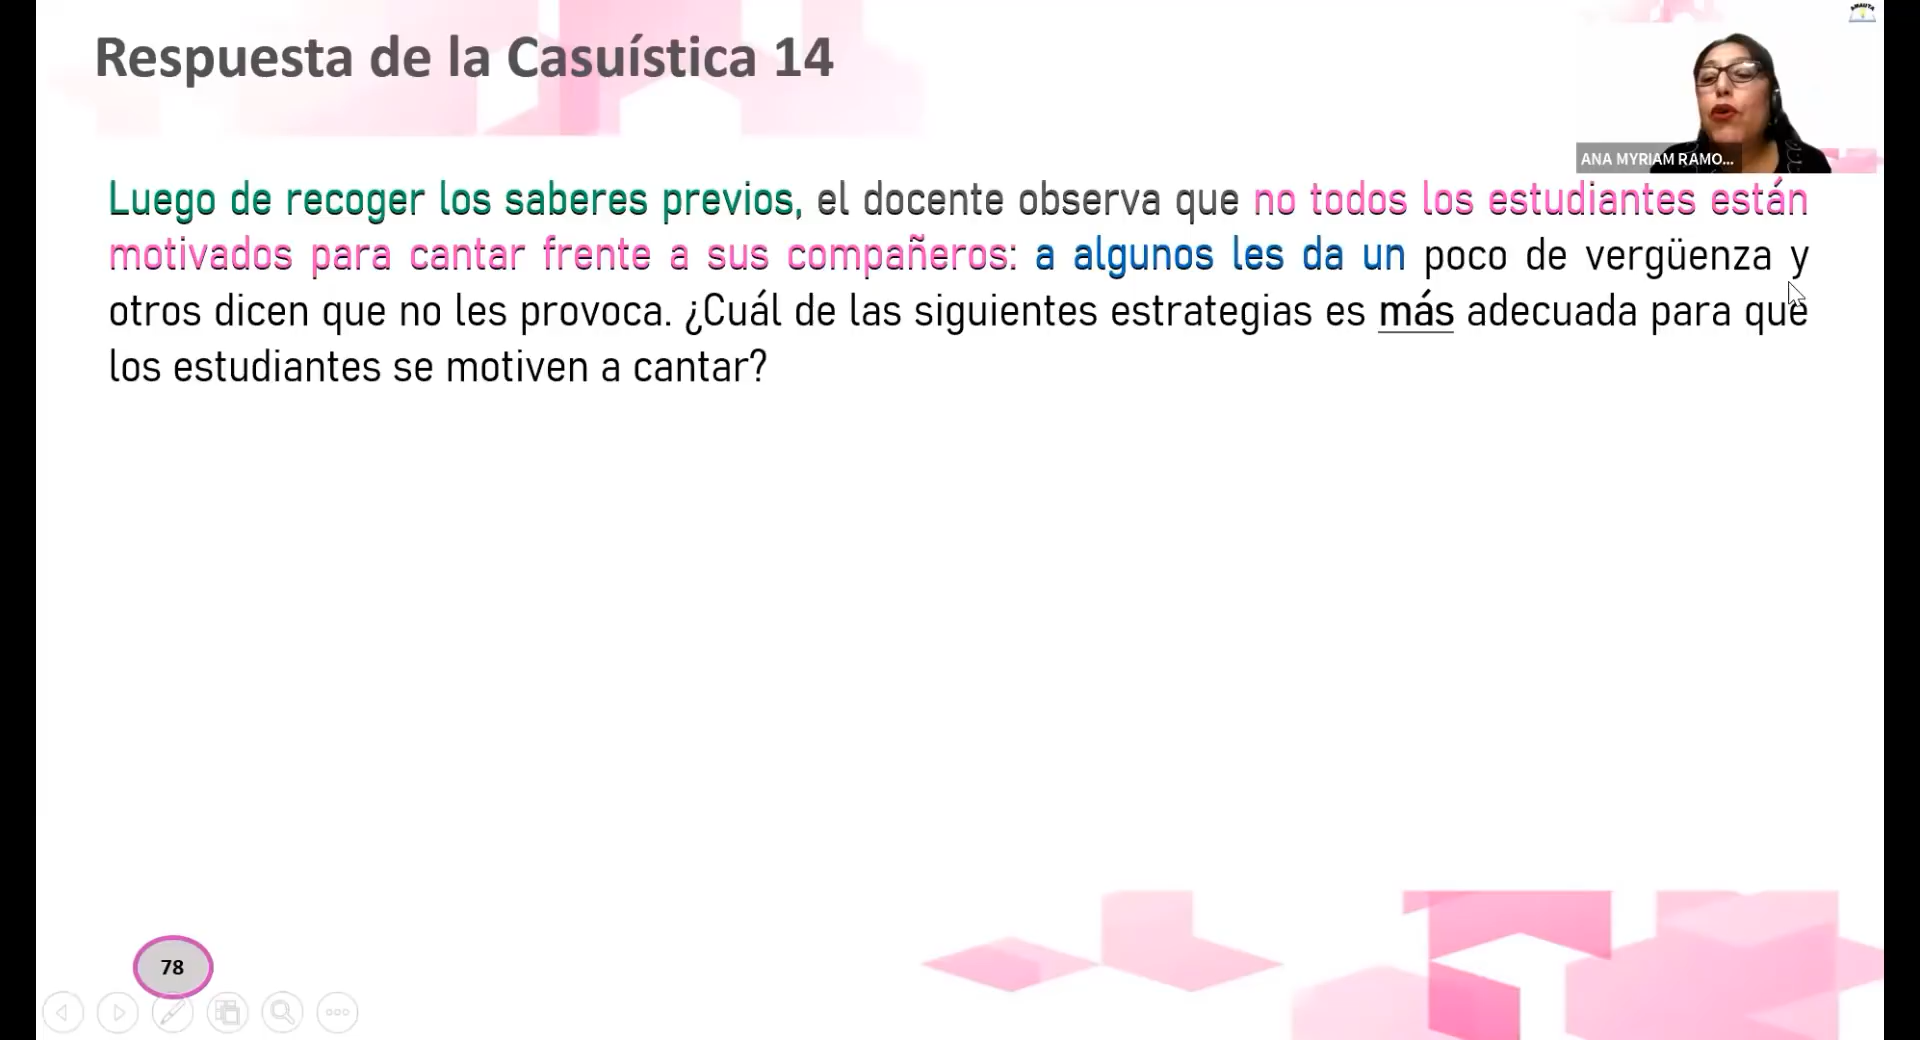 Respuesta de la Casuística 14
AMAUTA
ANA MYRIAM RAMO...
Luego de recoger los saberes previos, el docente observa que no todos los estudiantes están
motivados para cantar frente a sus compañeros: a algunos les da un poco de vergüenza y
otros dicen que no les provoca. ¿Cuál de las siguientes estrategias es más adecuada para que
los estudiantes se motiven a cantar?
78